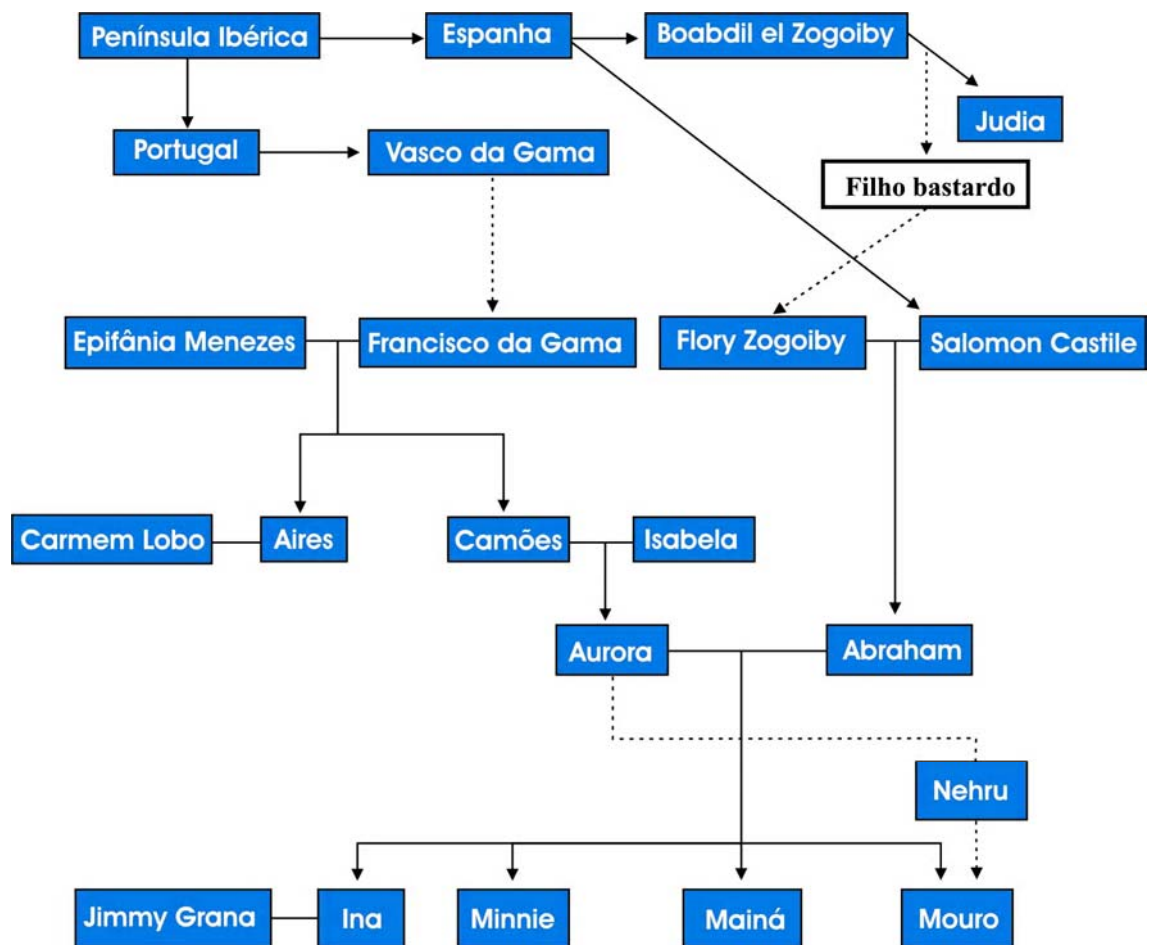 Península Ibérica
Espanha
Boabdil el Zogoiby
Judia
Portugal
Vasco da Gama
Filho bastardo
Epifânia Menezes
Francisco da Gama
Flory Zogoiby
Salomon Castile
Carmem Lobo
Aires
Camões
Isabela
Aurora
Abraham
Nehru
Jimmy Grana
Ina
Minnie
Mainá
Mouro